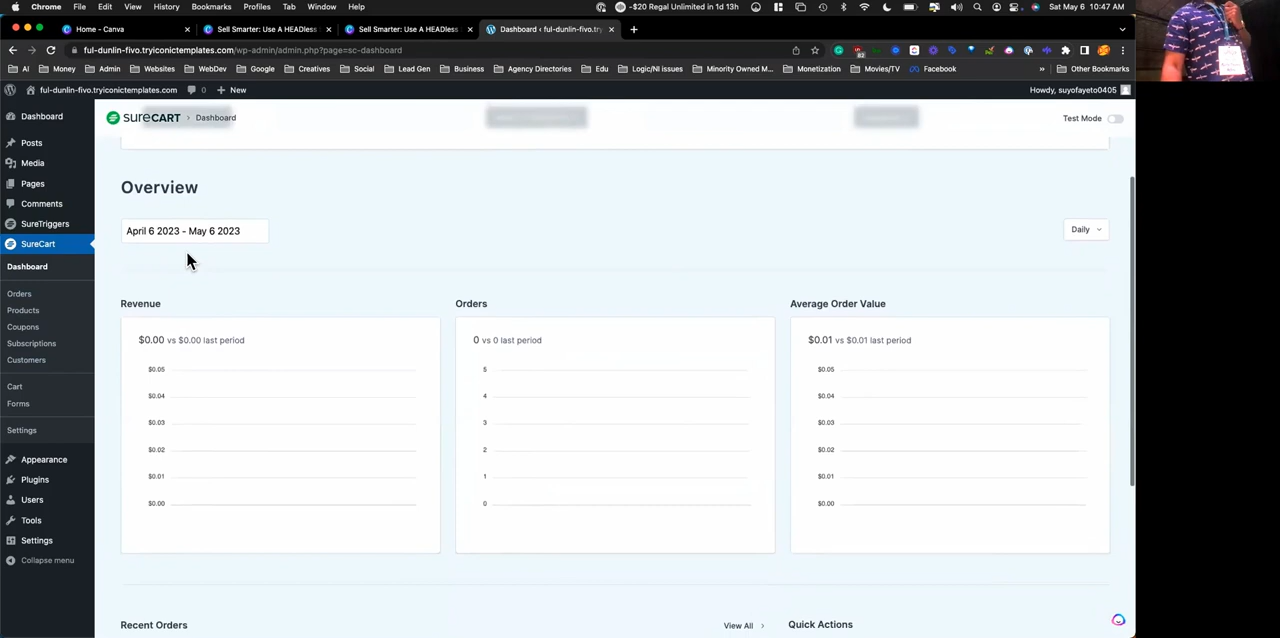 Chrome File Edit View History Bookmarks Profiles Tab Window Help -$20 Regal Unlimited in 1d 13h Sat May 6 10:47 AM
Home - Canva Sell Smarter: Use A HEADless Sell Smarter: Use A HEADless Dashboard ‹ ful-dunlin-fivo.t
ful-dunlin-fivo.tryiconictemplates.com/wp-admin/admin.php?page=sc-dashboard
AI Money Admin Websites WebDev Google Creatives Social Lead Gen Business Agency Directories Edu Logic/NI issues Minority Owned M... Monetization Movies/TV Facebook » Other Bookmarks
ful-dunlin-fivo.tryiconictemplates.com 0 + New Howdy, suyofayeto0405
Dashboard
Posts
Media
Pages
Comments
SureTriggers
SureCart
Dashboard
Orders
Products
Coupons
Subscriptions
Customers
Cart
Forms
Settings
Appearance
Plugins
Users
Tools
Settings
Collapse menu
SURECART › Dashboard
Test Mode
Overview
April 6 2023 - May 6 2023
Daily
Revenue
$0.00 vs $0.00 last period
$0.05
$0.04
$0.03
$0.02
$0.01
$0.00
Orders
0 vs 0 last period
5
4
3
2
1
0
Average Order Value
$0.01 vs $0.01 last period
$0.05
$0.04
$0.03
$0.02
$0.01
$0.00
Recent Orders
View All ›
Quick Actions